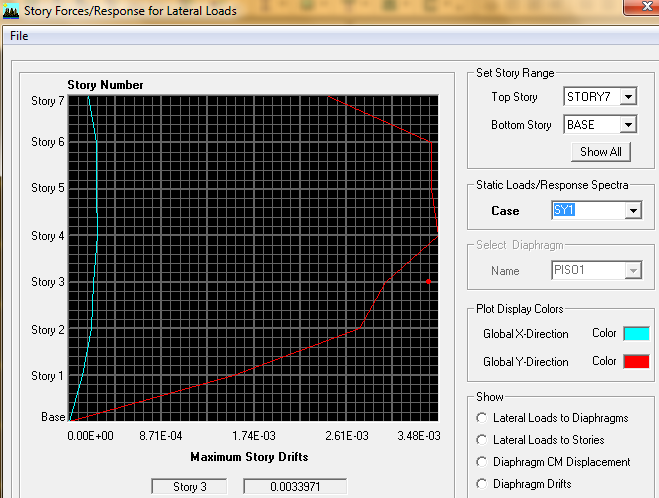 Story Forces/Response for Lateral Loads
File
Story Number
Story 7
Story 6
Story 5
Story 4
Story 3
Story 2
Story 1
Base
0.00E+00 8.71E-04 1.74E-03 2.61E-03 3.48E-03
Maximum Story Drifts
Story 3 0.0033971
Set Story Range
Top Story STORY7
Bottom Story BASE
Show All
Static Loads/Response Spectra
Case SY1
Select Diaphragm
Name PISO1
Plot Display Colors
Global X-Direction Color
Global Y-Direction Color
Show
Lateral Loads to Diaphragms
Lateral Loads to Stories
Diaphragm CM Displacement
Diaphragm Drifts